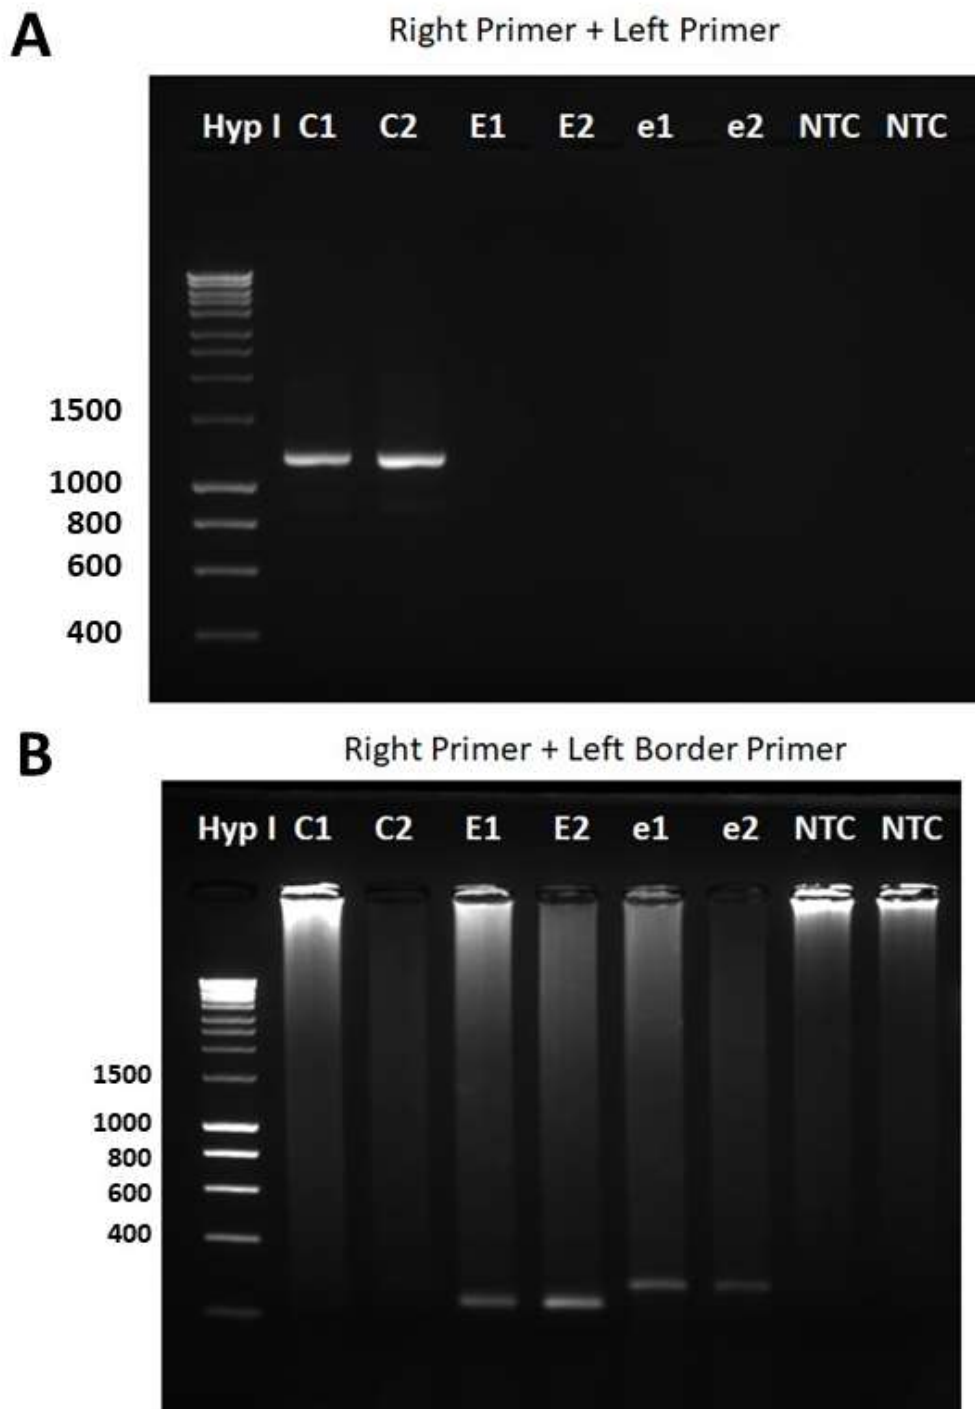 A
Right Primer + Left Primer
Hyp I C1 C2 E1 E2 e1 e2 NTC NTC
1500
1000
800
600
400
B
Right Primer + Left Border Primer
Hyp I C1 C2 E1 E2 e1 e2 NTC NTC
1500
1000
800
600
400